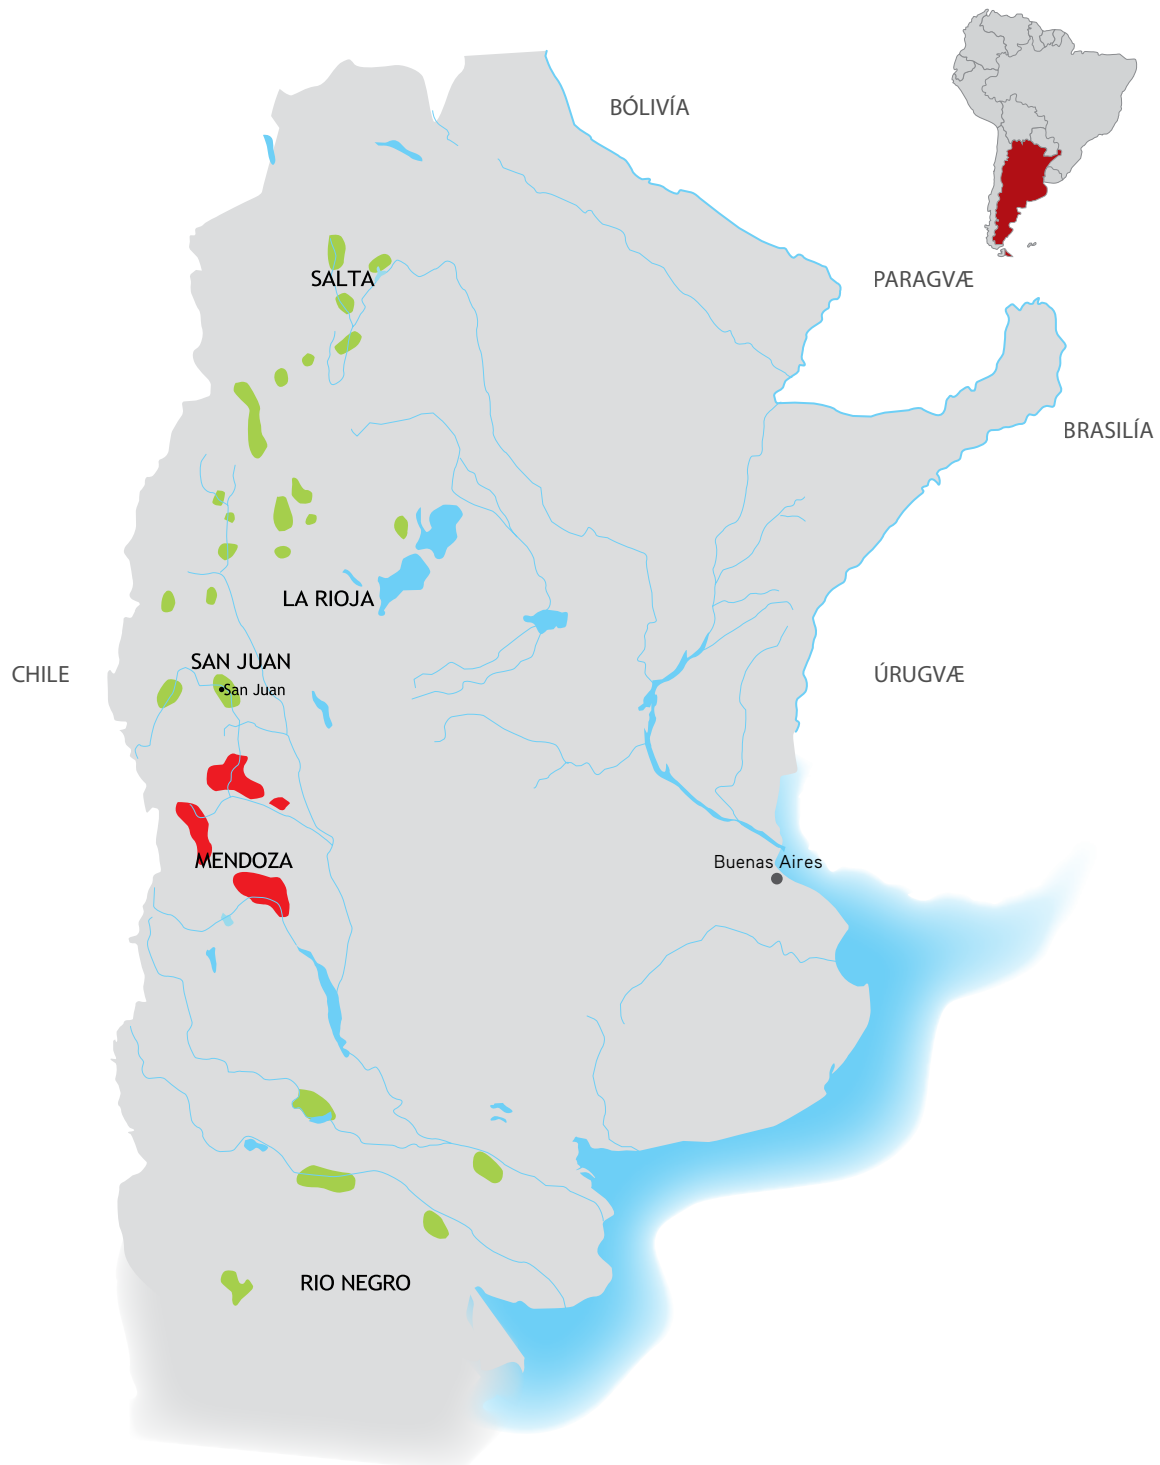 BÓLIVÍA
SALTA
PARAGVÆ
BRASILÍA
LA RIOJA
SAN JUAN
CHILE
ÚRUGVÆ
San Juan
MENDOZA
Buenas Aires
RIO NEGRO